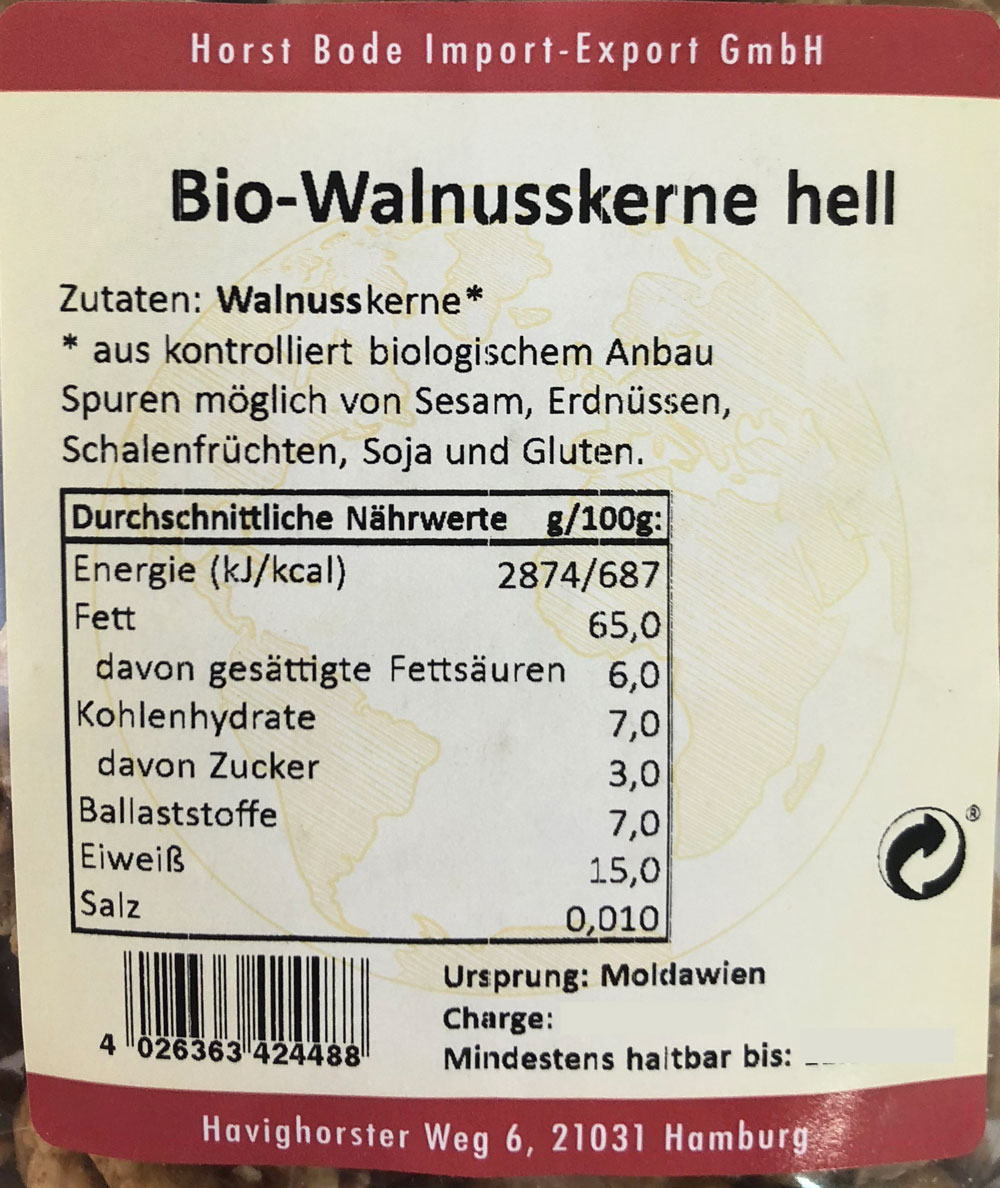 Horst Bode Import-Export GmbH
Bio-Walnusskerne hell
Zutaten: Walnusskerne*
* aus kontrolliert biologischem Anbau
Spuren möglich von Sesam, Erdnüssen,
Schalenfrüchten, Soja und Gluten.
Durchschnittliche Nährwerte g/100g:
Energie (kJ/kcal) 2874/687
Fett 65,0
davon gesättigte Fettsäuren 6,0
Kohlenhydrate 7,0
davon Zucker 3,0
Ballaststoffe 7,0
Eiweiß 15,0
Salz 0,010
®
Ursprung: Moldawien
Charge:
Mindestens haltbar bis:
4 026363 424488
Havighorster Weg 6, 21031 Hamburg